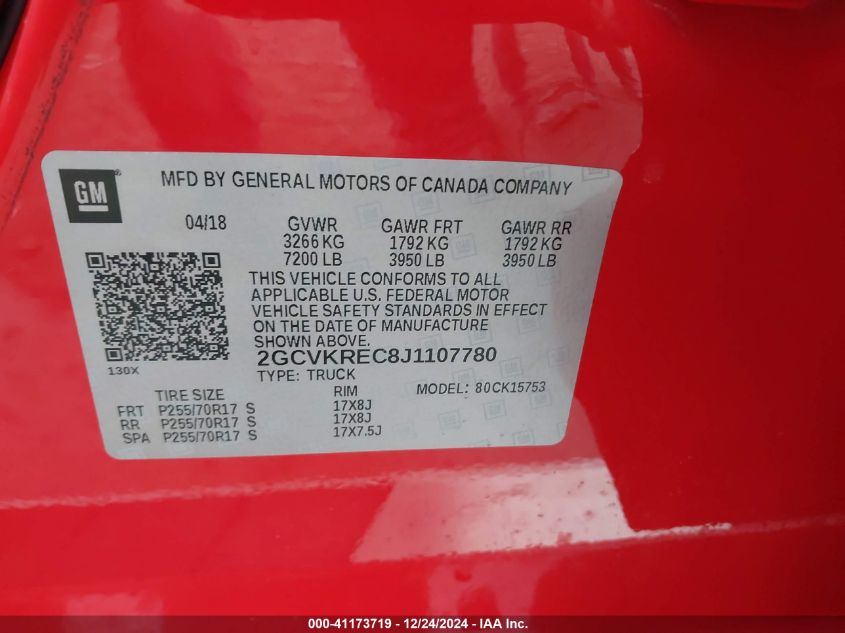 GM
MFD BY GENERAL MOTORS OF CANADA COMPANY
04/18 GVWR GAWR FRT GAWR RR
3266 KG 1792 KG 1792 KG
7200 LB 3950 LB 3950 LB
THIS VEHICLE CONFORMS TO ALL
APPLICABLE U.S. FEDERAL MOTOR
VEHICLE SAFETY STANDARDS IN EFFECT
ON THE DATE OF MANUFACTURE
SHOWN ABOVE.
2GCVKREC8J1107780
130X
TYPE: TRUCK
MODEL: 80CK15753
TIRE SIZE RIM
FRT P255/70R17 S 17X8J
RR P255/70R17 S 17X8J
SPA P255/70R17 S 17X7.5J
000-41173719 - 12/24/2024 - IAA Inc.